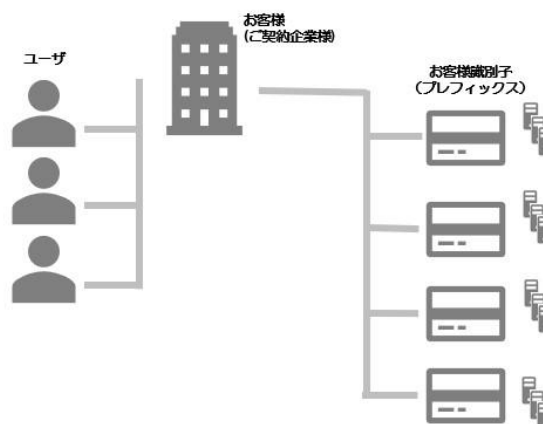 お客様
(ご契約企業様)
ユーザ
お客様識別子
（プレフィックス）